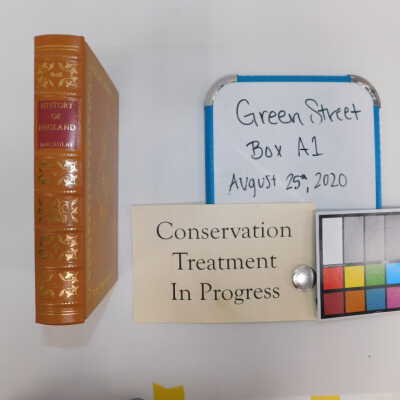 HISTORY
OF
ENGLAND
MACAULAY
Green Street
Box A1
August 25th, 2020
Conservation
Treatment
In Progress